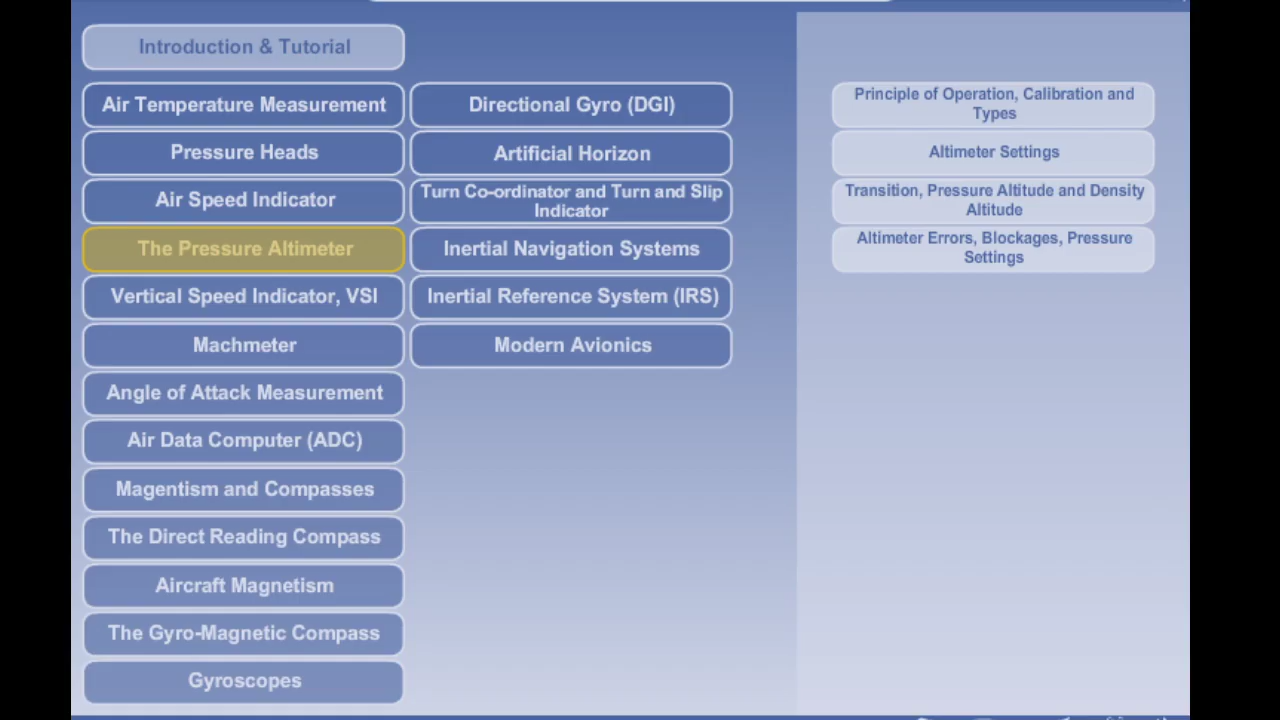 Introduction & Tutorial
Air Temperature Measurement
Pressure Heads
Air Speed Indicator
The Pressure Altimeter
Vertical Speed Indicator, VSI
Machmeter
Angle of Attack Measurement
Air Data Computer (ADC)
Magentism and Compasses
The Direct Reading Compass
Aircraft Magnetism
The Gyro-Magnetic Compass
Gyroscopes
Directional Gyro (DGI)
Artificial Horizon
Turn Co-ordinator and Turn and Slip
Indicator
Inertial Navigation Systems
Inertial Reference System (IRS)
Modern Avionics
Principle of Operation, Calibration and
Types
Altimeter Settings
Transition, Pressure Altitude and Density
Altitude
Altimeter Errors, Blockages, Pressure
Settings